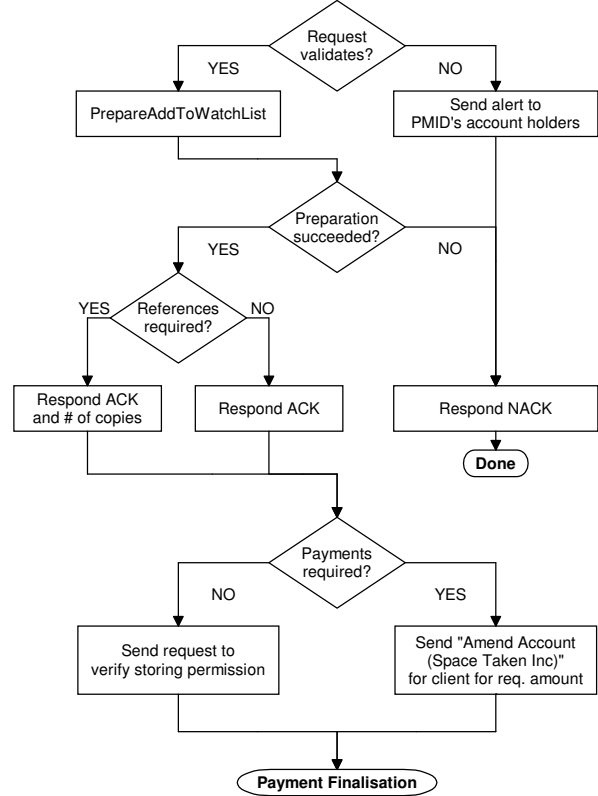 Request
validates?
YES
NO
PrepareAddToWatchList
Send alert to
PMID's account holders
Preparation
succeeded?
YES
NO
References
required?
YES
NO
Respond ACK
and # of copies
Respond ACK
Respond NACK
Done
Payments
required?
NO
YES
Send request to
verify storing permission
Send "Amend Account
(Space Taken Inc)"
for client for req. amount
Payment Finalisation